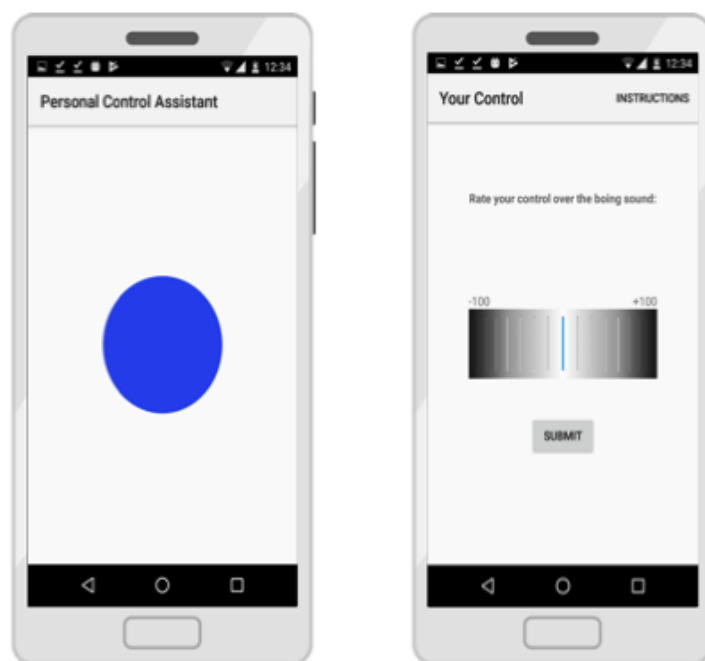 12:34
Personal Control Assistant
12:34
Your Control INSTRUCTIONS
Rate your control over the boing sound:
-100 +100
SUBMIT